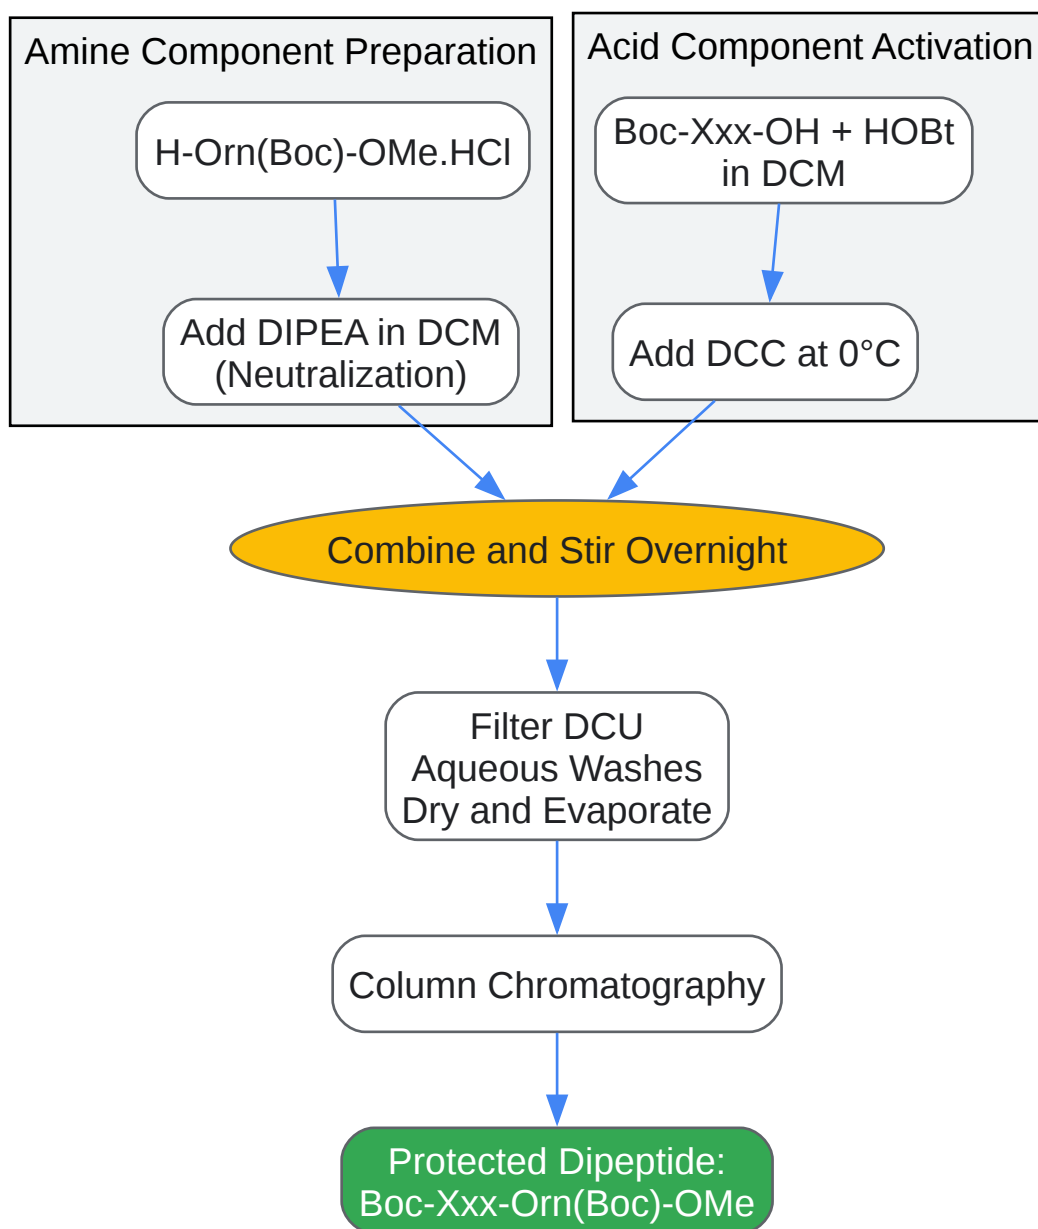 Amine Component Preparation
H-Orn(Boc)-OMe.HCl
Add DIPEA in DCM
(Neutralization)
Acid Component Activation
Boc-Xxx-OH + HOBt
in DCM
Add DCC at 0°C
Combine and Stir Overnight
Filter DCU
Aqueous Washes
Dry and Evaporate
Column Chromatography
Protected Dipeptide:
Boc-Xxx-Orn(Boc)-OMe